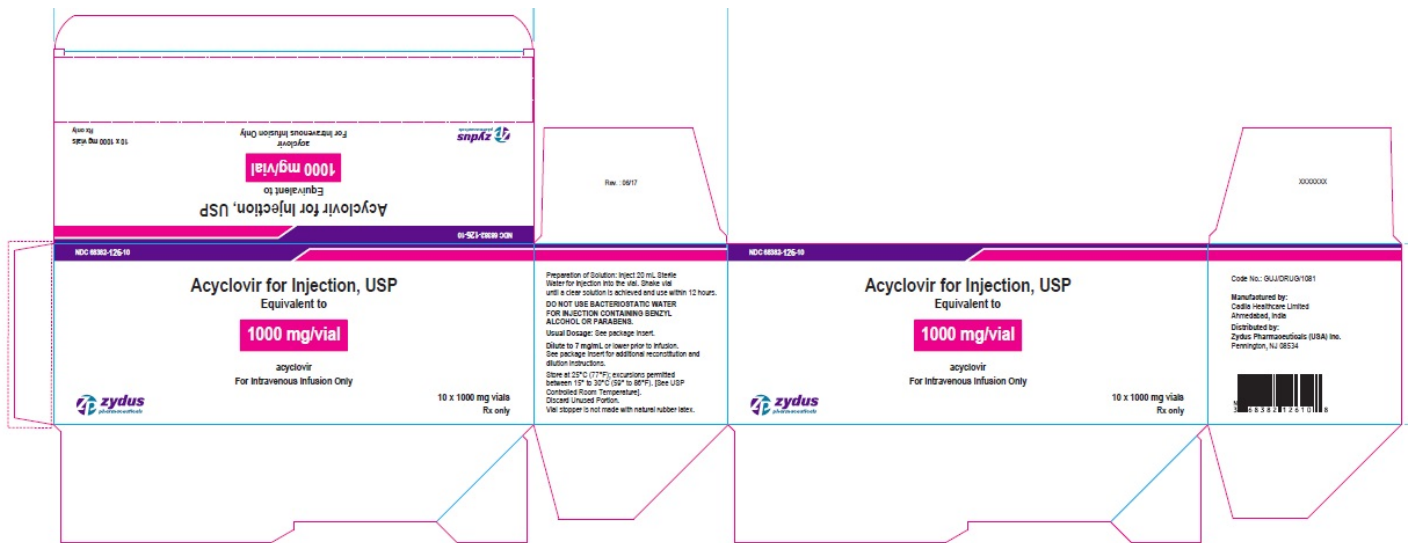 NDC 68382-126-10
Acyclovir for Injection, USP
Equivalent to
1000 mg/vial
acyclovir
For Intravenous Infusion Only
zydus
pharmaceuticals
10 x 1000 mg vials
Rx only
Rev. : 06/17
XXXXXXX
NDC 68382-126-10
Acyclovir for Injection, USP
Equivalent to
1000 mg/vial
acyclovir
For Intravenous Infusion Only
zydus
pharmaceuticals
10 x 1000 mg vials
Rx only
Preparation of Solution: Inject 20 mL Sterile
Water for Injection into the vial. Shake vial
until a clear solution is achieved and use within 12 hours.
DO NOT USE BACTERIOSTATIC WATER
FOR INJECTION CONTAINING BENZYL
ALCOHOL OR PARABENS.
Usual Dosage: See package insert.
Dilute to 7 mg/mL or lower prior to infusion.
See package insert for additional reconstitution and
dilution instructions.
Store at 25°C (77°F); excursions permitted
between 15° to 30°C (59° to 86°F). [See USP
Controlled Room Temperature].
Discard Unused Portion.
Vial stopper is not made with natural rubber latex.
NDC 68382-126-10
Acyclovir for Injection, USP
Equivalent to
1000 mg/vial
acyclovir
For Intravenous Infusion Only
zydus
pharmaceuticals
10 x 1000 mg vials
Rx only
Code No.: GUJ/DRUG/1081
Manufactured by:
Cadila Healthcare Limited
Ahmedabad, India
Distributed by:
Zydus Pharmaceuticals (USA) Inc.
Pennington, NJ 08534
3 68382 12610 8